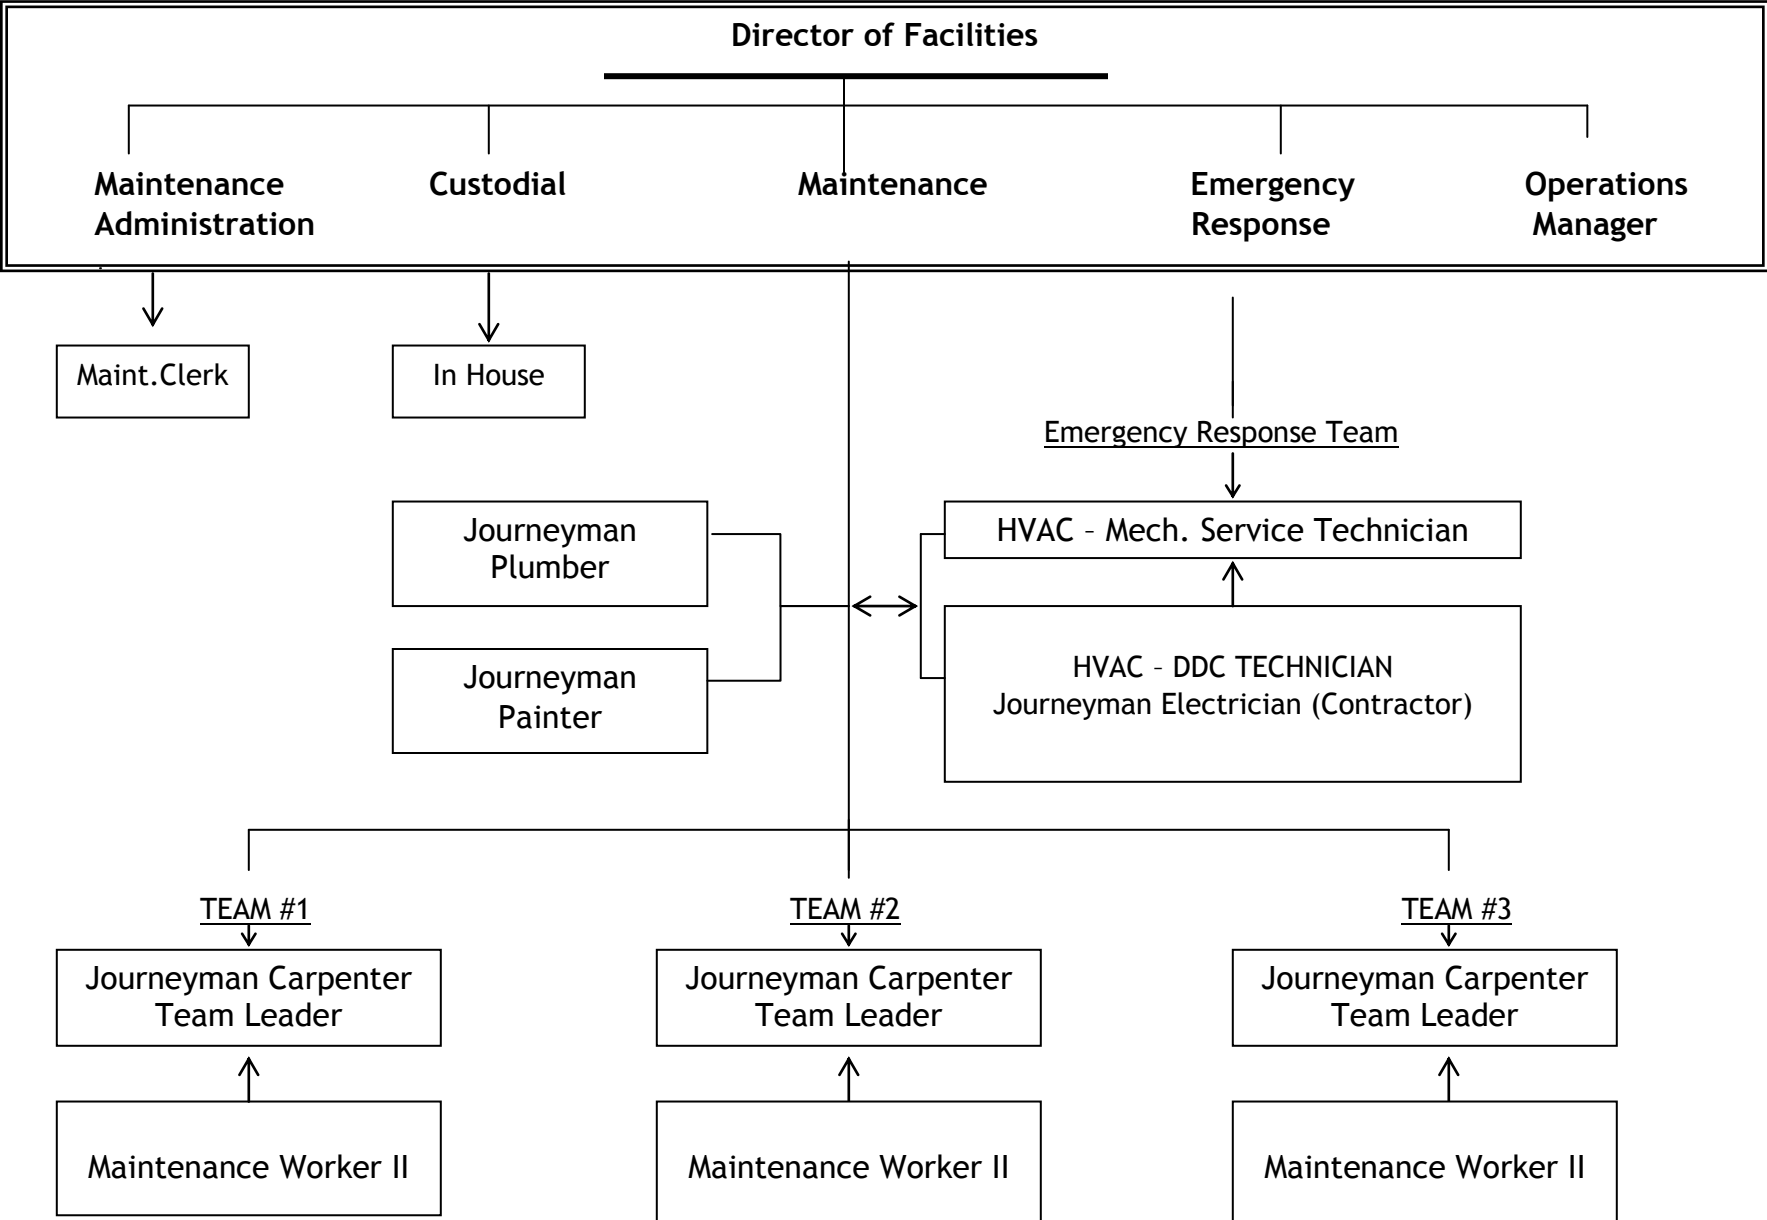 Director of Facilities
Maintenance
Administration
Custodial
Maintenance
Emergency
Response
Operations
Manager
Maint.Clerk
In House
Emergency Response Team
Journeyman
Plumber
HVAC – Mech. Service Technician
Journeyman
Painter
HVAC – DDC TECHNICIAN
Journeyman Electrician (Contractor)
TEAM #1
TEAM #2
TEAM #3
Journeyman Carpenter
Team Leader
Journeyman Carpenter
Team Leader
Journeyman Carpenter
Team Leader
Maintenance Worker II
Maintenance Worker II
Maintenance Worker II